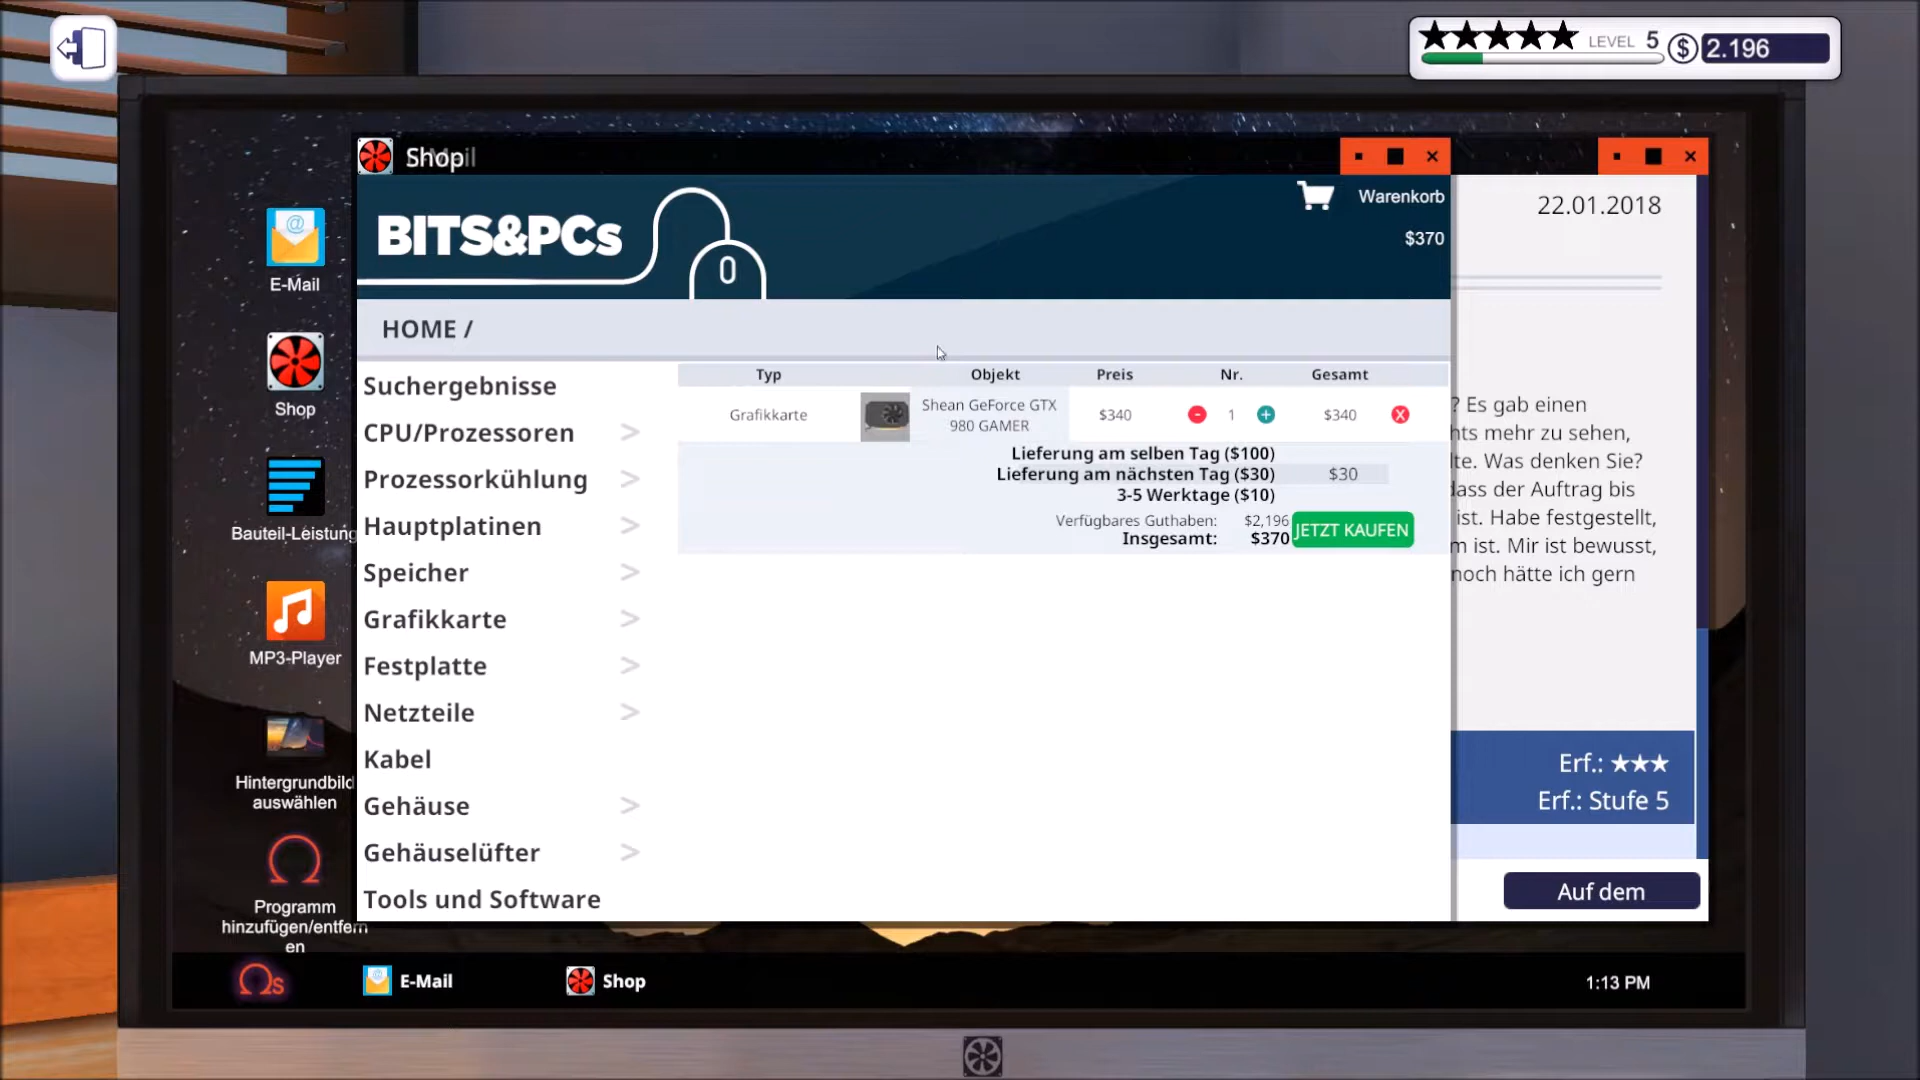 LEVEL 5
$ 2.196
Shop
BITS&PCs
Warenkorb
$370
22.01.2018
E-Mail
Shop
Bauteil-Leistung
MP3-Player
Hintergrundbild
auswählen
Programm
hinzufügen/entfern
en
HOME /
Suchergebnisse
CPU/Prozessoren >
Prozessorkühlung >
Hauptplatinen >
Speicher >
Grafikkarte >
Festplatte >
Netzteile >
Kabel
Gehäuse >
Gehäuselüfter >
Tools und Software
Typ Objekt Preis Nr. Gesamt
Grafikkarte Shean GeForce GTX
980 GAMER $340 - 1 + $340 X
Lieferung am selben Tag ($100)
Lieferung am nächsten Tag ($30) $30
3-5 Werktage ($10)
Verfügbares Guthaben: $2,196
Insgesamt: $370
JETZT KAUFEN
? Es gab einen
hts mehr zu sehen,
lte. Was denken Sie?
dass der Auftrag bis
ist. Habe festgestellt,
m ist. Mir ist bewusst,
noch hätte ich gern
Erf.: ★★★
Erf.: Stufe 5
Auf dem
Ωs
E-Mail
Shop
1:13 PM